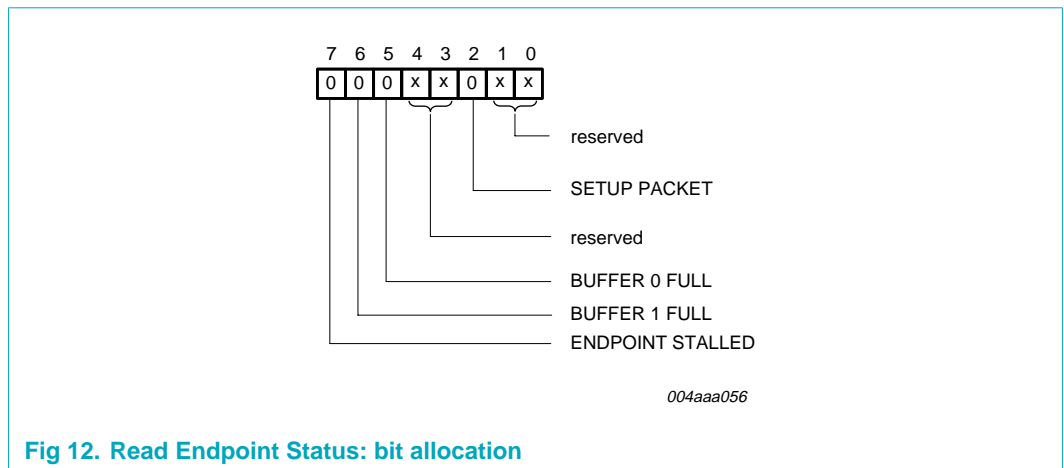 7 6 5 4 3 2 1 0
0 0 0 x x 0 x x
reserved
SETUP PACKET
reserved
BUFFER 0 FULL
BUFFER 1 FULL
ENDPOINT STALLED
004aaa056
Fig 12. Read Endpoint Status: bit allocation